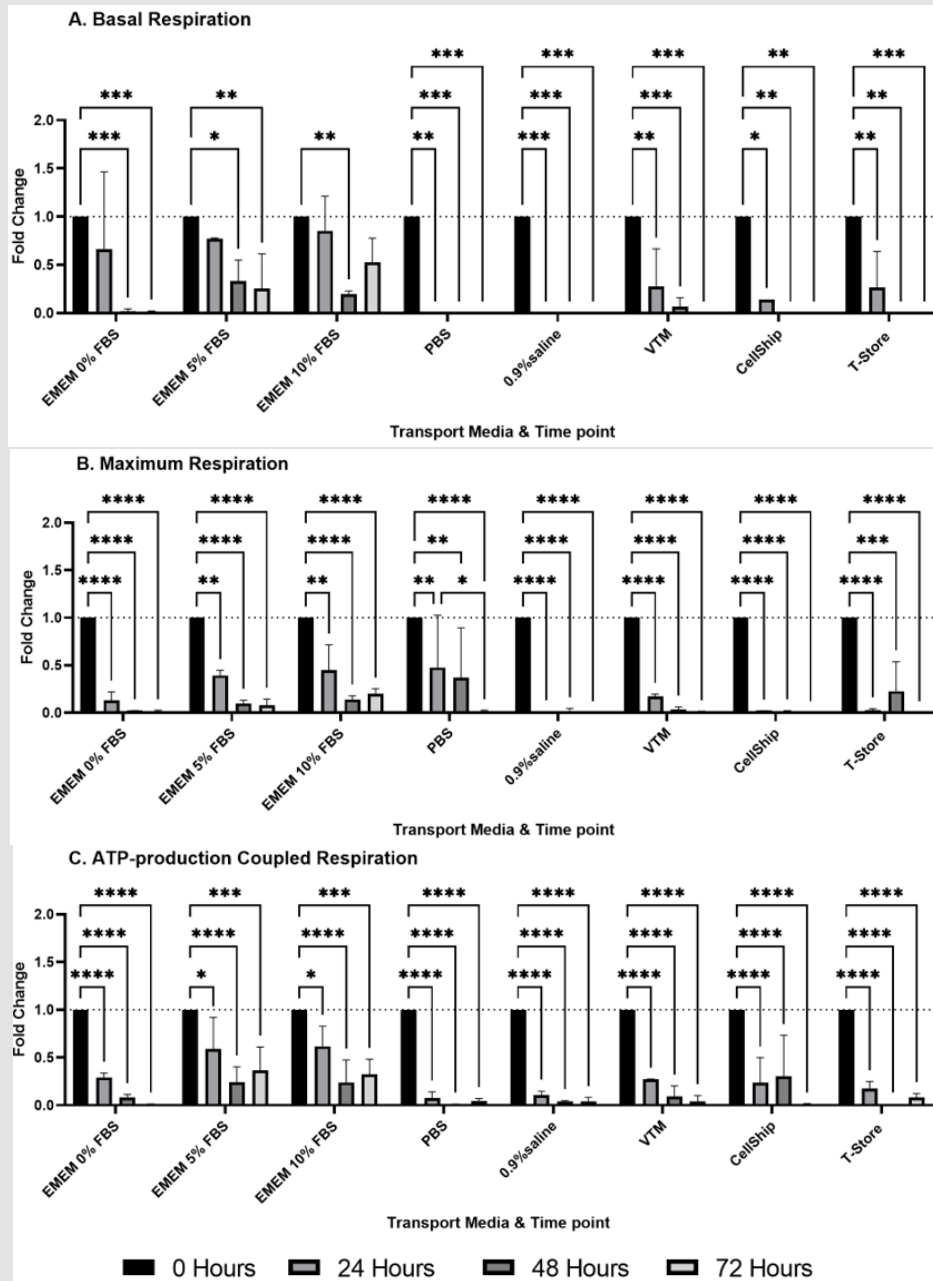 A. Basal Respiration
*** *** *** ** ***
*** ** *** *** *** ** **
*** * ** ** *** ** * **
2.0
1.5
1.0
0.5
0.0
Fold Change
EMEM 0% FBS
EMEM 5% FBS
EMEM 10% FBS
PBS
0.9%saline
VTM
CellShip
T-Store
Transport Media & Time point
B. Maximum Respiration
**** **** **** **** **** **** **** ****
**** **** **** ** **** **** **** ***
**** ** ** ** * **** **** **** ****
2.0
1.5
1.0
0.5
0.0
Fold Change
EMEM 0% FBS
EMEM 5% FBS
EMEM 10% FBS
PBS
0.9%saline
VTM
CellShip
T-Store
Transport Media & Time point
C. ATP-production Coupled Respiration
**** *** *** **** **** **** **** ****
**** **** **** **** **** **** **** ****
**** * * **** **** **** **** ****
2.0
1.5
1.0
0.5
0.0
Fold Change
EMEM 0% FBS
EMEM 5% FBS
EMEM 10% FBS
PBS
0.9%saline
VTM
CellShip
T-Store
Transport Media & Time point
0 Hours 24 Hours 48 Hours 72 Hours